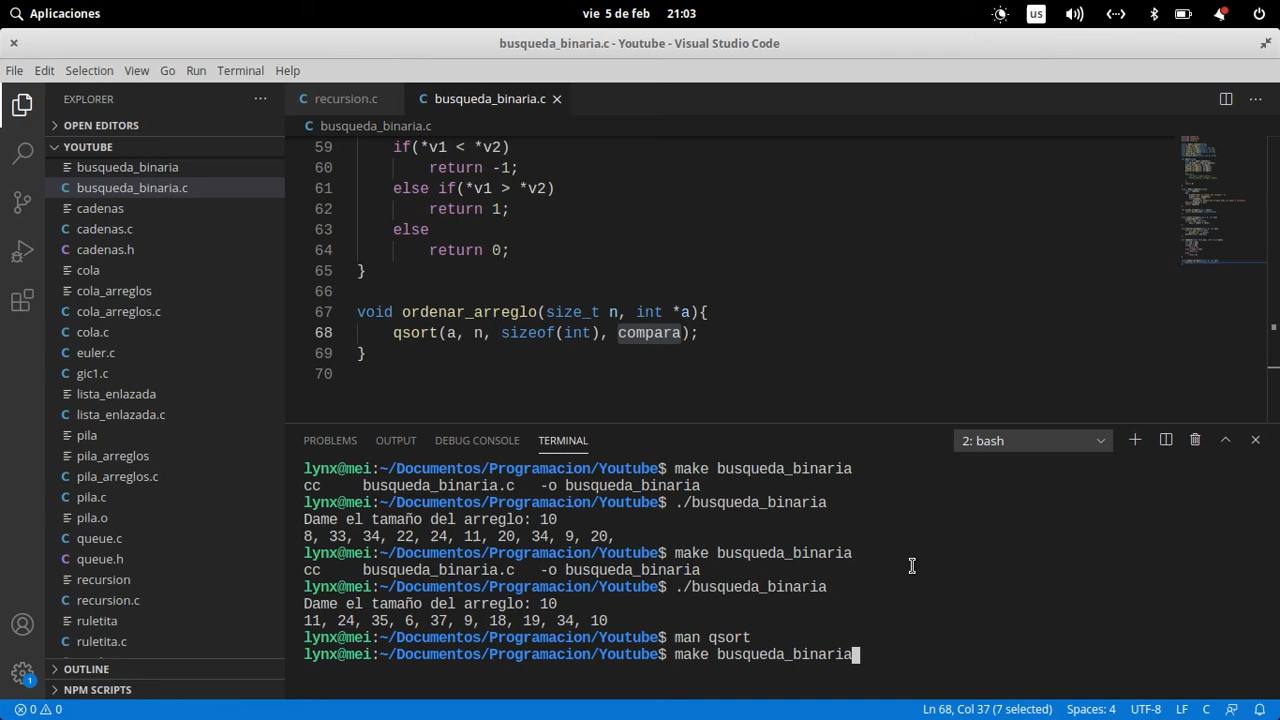 Aplicaciones
vie 5 de feb 21:03
us
busqueda_binaria.c - Youtube - Visual Studio Code
File Edit Selection View Go Run Terminal Help
EXPLORER
OPEN EDITORS
YOUTUBE
busqueda_binaria
busqueda_binaria.c
cadenas
cadenas.c
cadenas.h
cola
cola_arreglos
cola_arreglos.c
cola.c
euler.c
gic1.c
lista_enlazada
lista_enlazada.c
pila
pila_arreglos
pila_arreglos.c
pila.c
pila.o
queue.c
queue.h
recursion
recursion.c
ruletita
ruletita.c
OUTLINE
NPM SCRIPTS
1
recursion.c
busqueda_binaria.c
busqueda_binaria.c
59 if(*v1 < *v2)
60 return -1;
61 else if(*v1 > *v2)
62 return 1;
63 else
64 return 0;
65 }
66
67 void ordenar_arreglo(size_t n, int *a){
68 qsort(a, n, sizeof(int), compara);
69 }
70
PROBLEMS OUTPUT DEBUG CONSOLE TERMINAL
2: bash
lynx@mei:~/Documentos/Programacion/Youtube$ make busqueda_binaria
cc busqueda_binaria.c -o busqueda_binaria
lynx@mei:~/Documentos/Programacion/Youtube$ ./busqueda_binaria
Dame el tamaño del arreglo: 10
8, 33, 34, 22, 24, 11, 20, 34, 9, 20,
lynx@mei:~/Documentos/Programacion/Youtube$ make busqueda_binaria
cc busqueda_binaria.c -o busqueda_binaria
lynx@mei:~/Documentos/Programacion/Youtube$ ./busqueda_binaria
Dame el tamaño del arreglo: 10
11, 24, 35, 6, 37, 9, 18, 19, 34, 10
lynx@mei:~/Documentos/Programacion/Youtube$ man qsort
lynx@mei:~/Documentos/Programacion/Youtube$ make busqueda_binaria
0 0
Ln 68, Col 37 (7 selected) Spaces: 4 UTF-8 LF C